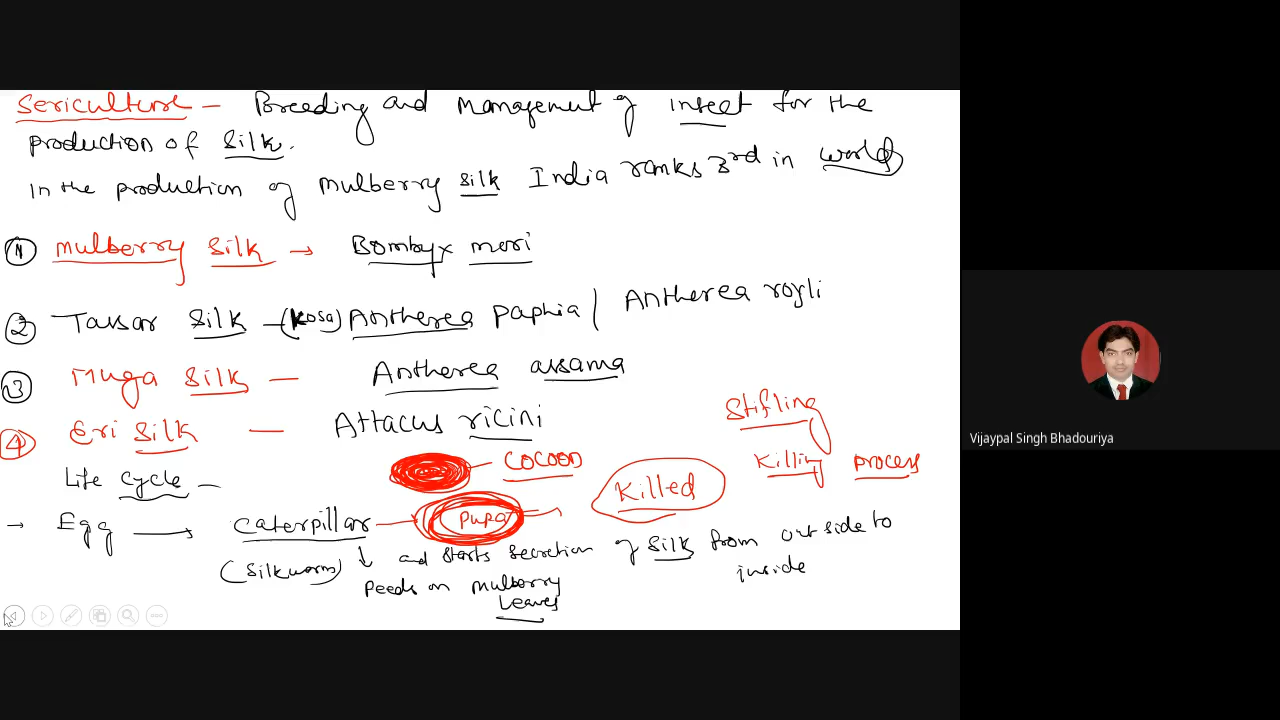 Sericulture - Breeding and Management of insect for the
production of silk.
In the production of Mulberry silk India ranks 3rd in world
① Mulberry silk → Bombyx mori
② Tassar silk - (Kosa) Antherea Paphia / Antherea royli
③ Muga silk - Antherea assama
④ Eri silk - Attacus ricini
Stifling
Killing process
Life cycle -
cocoon
Killed
→ Egg → caterpillar - Pupa
(silkworm) ↓ and starts secretion of silk from out side to
inside
Feeds on mulberry
leaves
Vijaypal Singh Bhadouriya